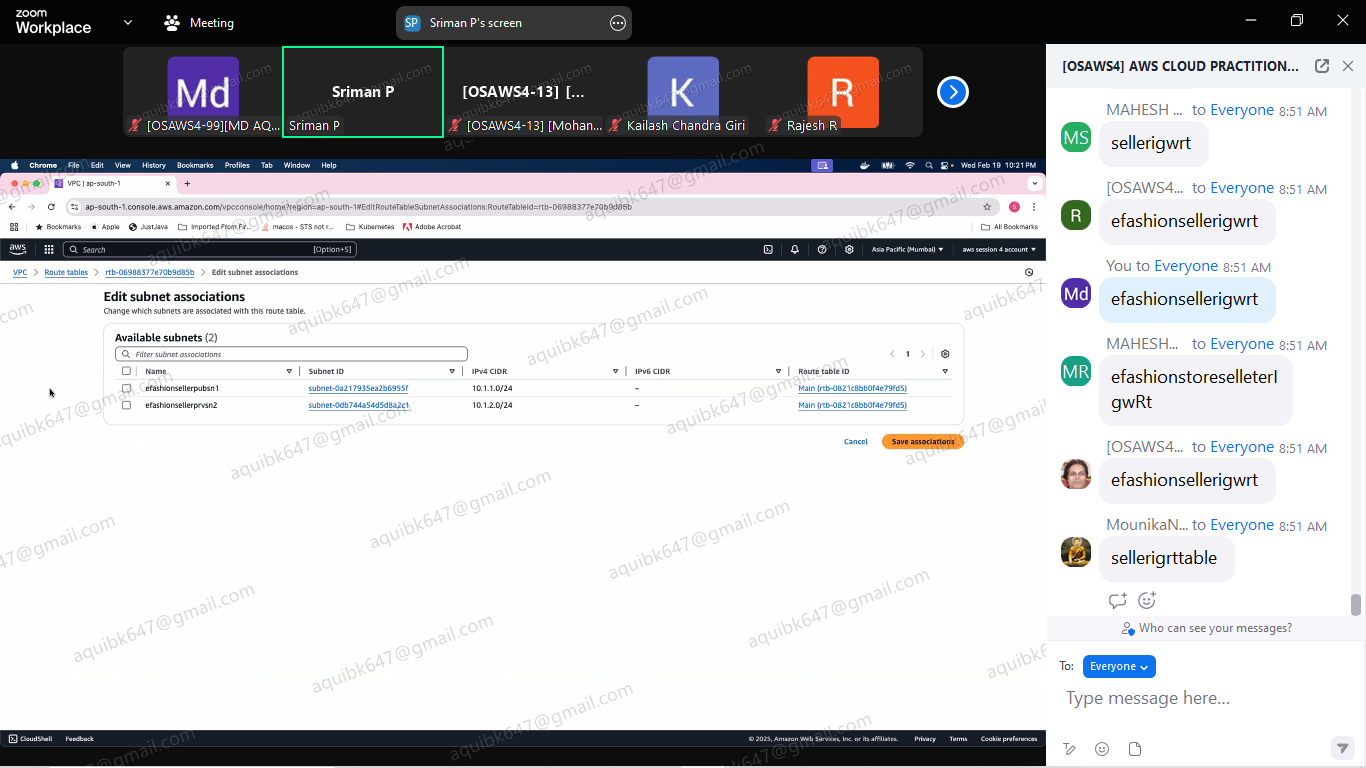 zoom
Workplace
Meeting
SP
Sriman P's screen
Md
[OSAWS4-99][MD AQ...
Sriman P
Sriman P
[OSAWS4-13] [...
[OSAWS4-13] [Mohan...
K
Kailash Chandra Giri
R
Rajesh R
Chrome File Edit View History Bookmarks Profiles Tab Window Help
Wed Feb 19 10:21 PM
VPC | ap-south-1
ap-south-1.console.aws.amazon.com/vpcconsole/home?region=ap-south-1#EditRouteTableSubnetAssociations:RouteTableId=rtb-06988377e70b9d85b
S
Bookmarks Apple JustJava Imported From Fir... macos - STS not r... Kubernetes Adobe Acrobat All Bookmarks
aws
Search [Option+S]
Asia Pacific (Mumbai)
aws session 4 account
VPC > Route tables > rtb-06988377e70b9d85b > Edit subnet associations
Edit subnet associations
Change which subnets are associated with this route table.
Available subnets (2)
Filter subnet associations
1
Name Subnet ID IPv4 CIDR IPv6 CIDR Route table ID
efashionsellerpubsn1 subnet-0a217935ea2b6955f 10.1.1.0/24 – Main (rtb-0821c8bb0f4e79fd5)
efashionsellerprvsn2 subnet-0db744a54d5d8a2c1 10.1.2.0/24 – Main (rtb-0821c8bb0f4e79fd5)
Cancel Save associations
CloudShell Feedback
© 2025, Amazon Web Services, Inc. or its affiliates. Privacy Terms Cookie preferences
aquibk647@gmail.com
[OSAWS4] AWS CLOUD PRACTITION...
MAHESH ... to Everyone 8:51 AM
MS
sellerigwrt
[OSAWS4... to Everyone 8:51 AM
R
efashionsellerigwrt
You to Everyone 8:51 AM
Md
efashionsellerigwrt
MAHESH... to Everyone 8:51 AM
MR
efashionstoreselleterI
gwRt
[OSAWS4... to Everyone 8:51 AM
efashionsellerigwrt
MounikaN... to Everyone 8:51 AM
sellerigrttable
Who can see your messages?
To: Everyone
Type message here...